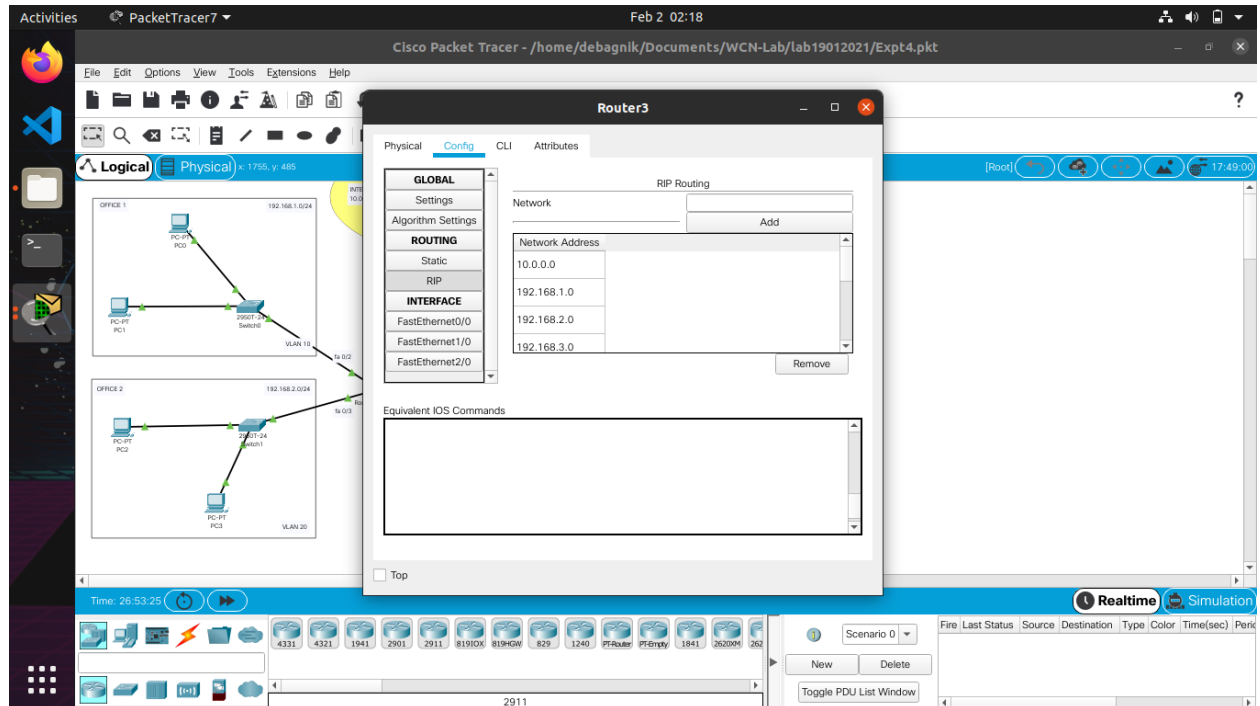 Activities PacketTracer7 Feb 2 02:18
Cisco Packet Tracer - /home/debagnik/Documents/WCN-Lab/lab19012021/Expt4.pkt
File Edit Options View Tools Extensions Help
?
Logical Physical x: 1755, y: 485 [Root] 17:49:00
OFFICE 1 192.168.1.0/24
PC-PT
PC0
PC-PT
PC1
2950T-24
Switch0
VLAN 10
fa 0/2
OFFICE 2 192.168.2.0/24
fa 0/3
PC-PT
PC2
2950T-24
Switch1
PC-PT
PC3
VLAN 20
Router3
Physical Config CLI Attributes
GLOBAL
Settings
Algorithm Settings
ROUTING
Static
RIP
INTERFACE
FastEthernet0/0
FastEthernet1/0
FastEthernet2/0
RIP Routing
Network
Add
Network Address
10.0.0.0
192.168.1.0
192.168.2.0
192.168.3.0
Remove
Equivalent IOS Commands
Top
Time: 26:53:25 Realtime Simulation
4331 4321 1941 2901 2911 819IOX 819HGW 829 1240 PT-Router PT-Empty 1841 2620XM 262
2911
Scenario 0
New Delete
Toggle PDU List Window
Fire Last Status Source Destination Type Color Time(sec) Peric